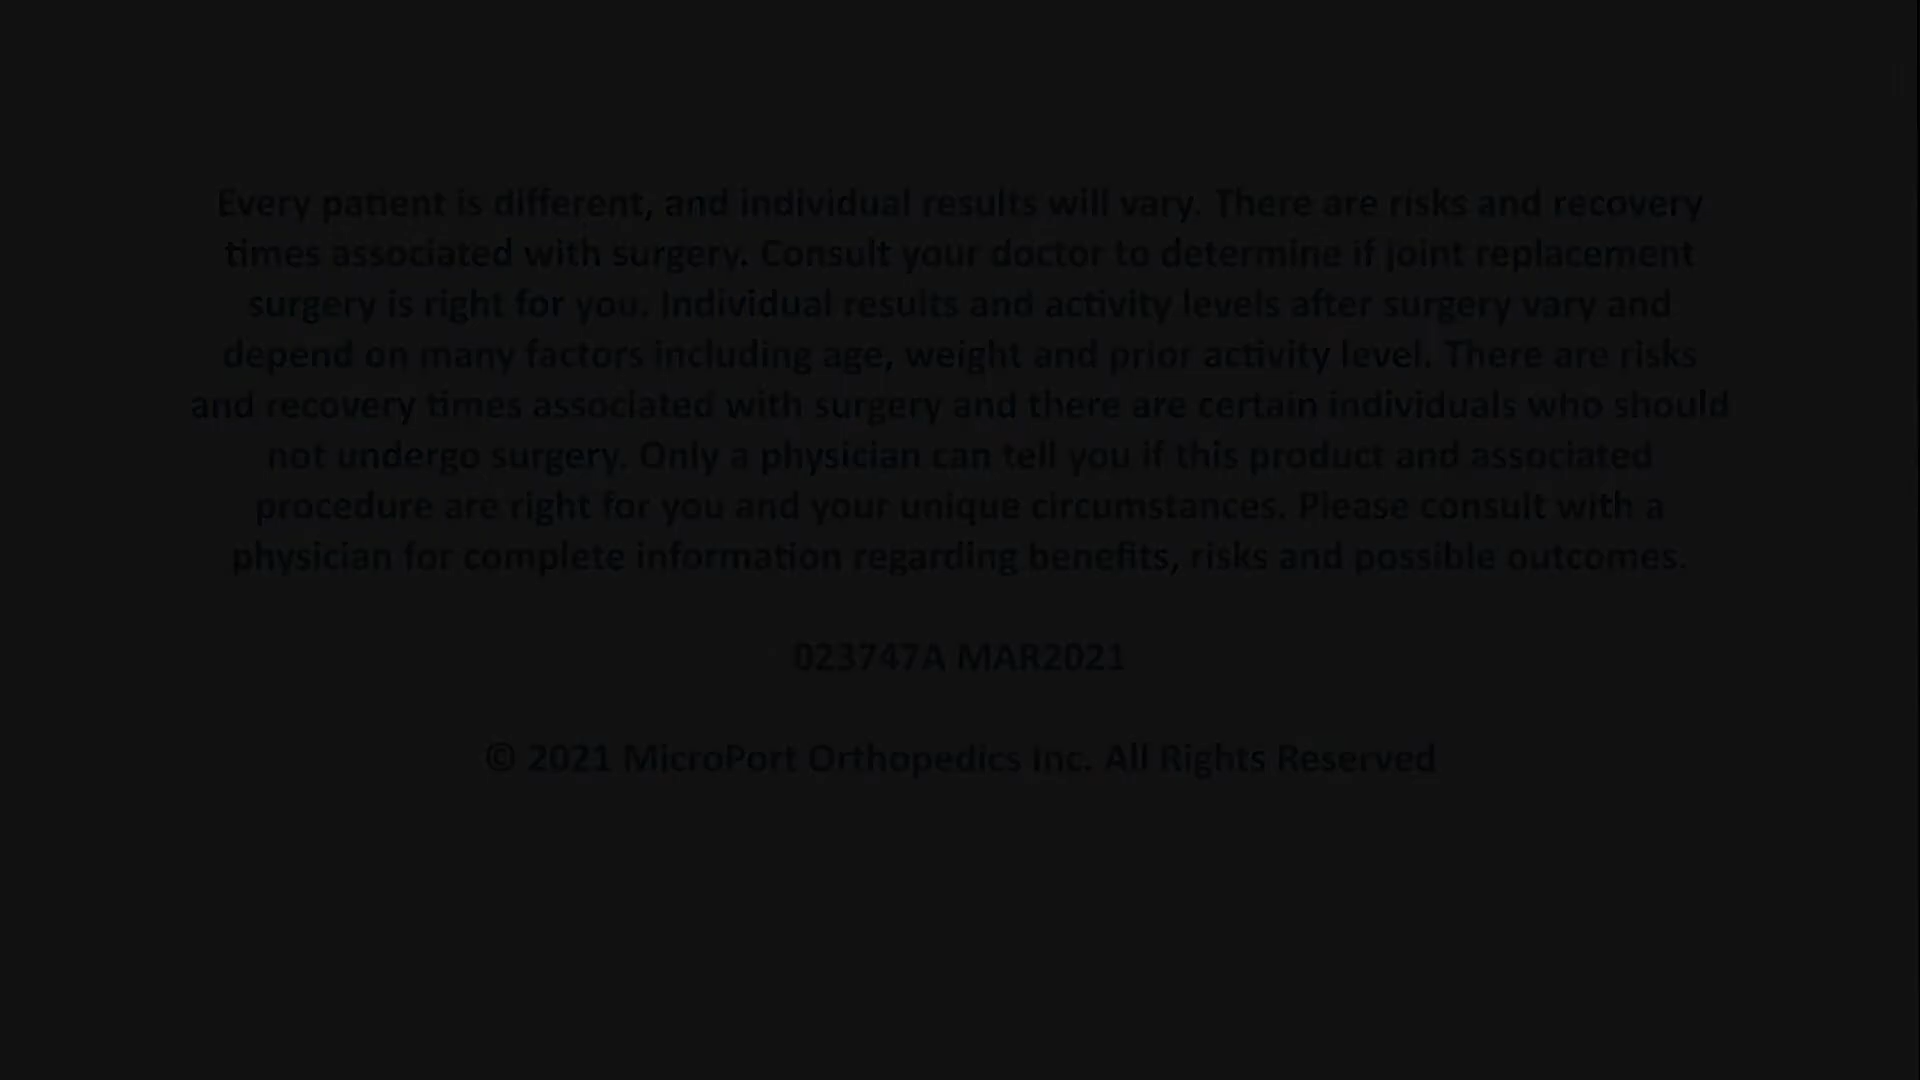 Every patient is different, and individual results will vary. There are risks and recovery
times associated with surgery. Consult your doctor to determine if joint replacement
surgery is right for you. Individual results and activity levels after surgery vary and
depend on many factors including age, weight and prior activity level. There are risks
and recovery times associated with surgery and there are certain individuals who should
not undergo surgery. Only a physician can tell you if this product and associated
procedure are right for you and your unique circumstances. Please consult with a
physician for complete information regarding benefits, risks and possible outcomes.
023747A MAR2021
© 2021 MicroPort Orthopedics Inc. All Rights Reserved